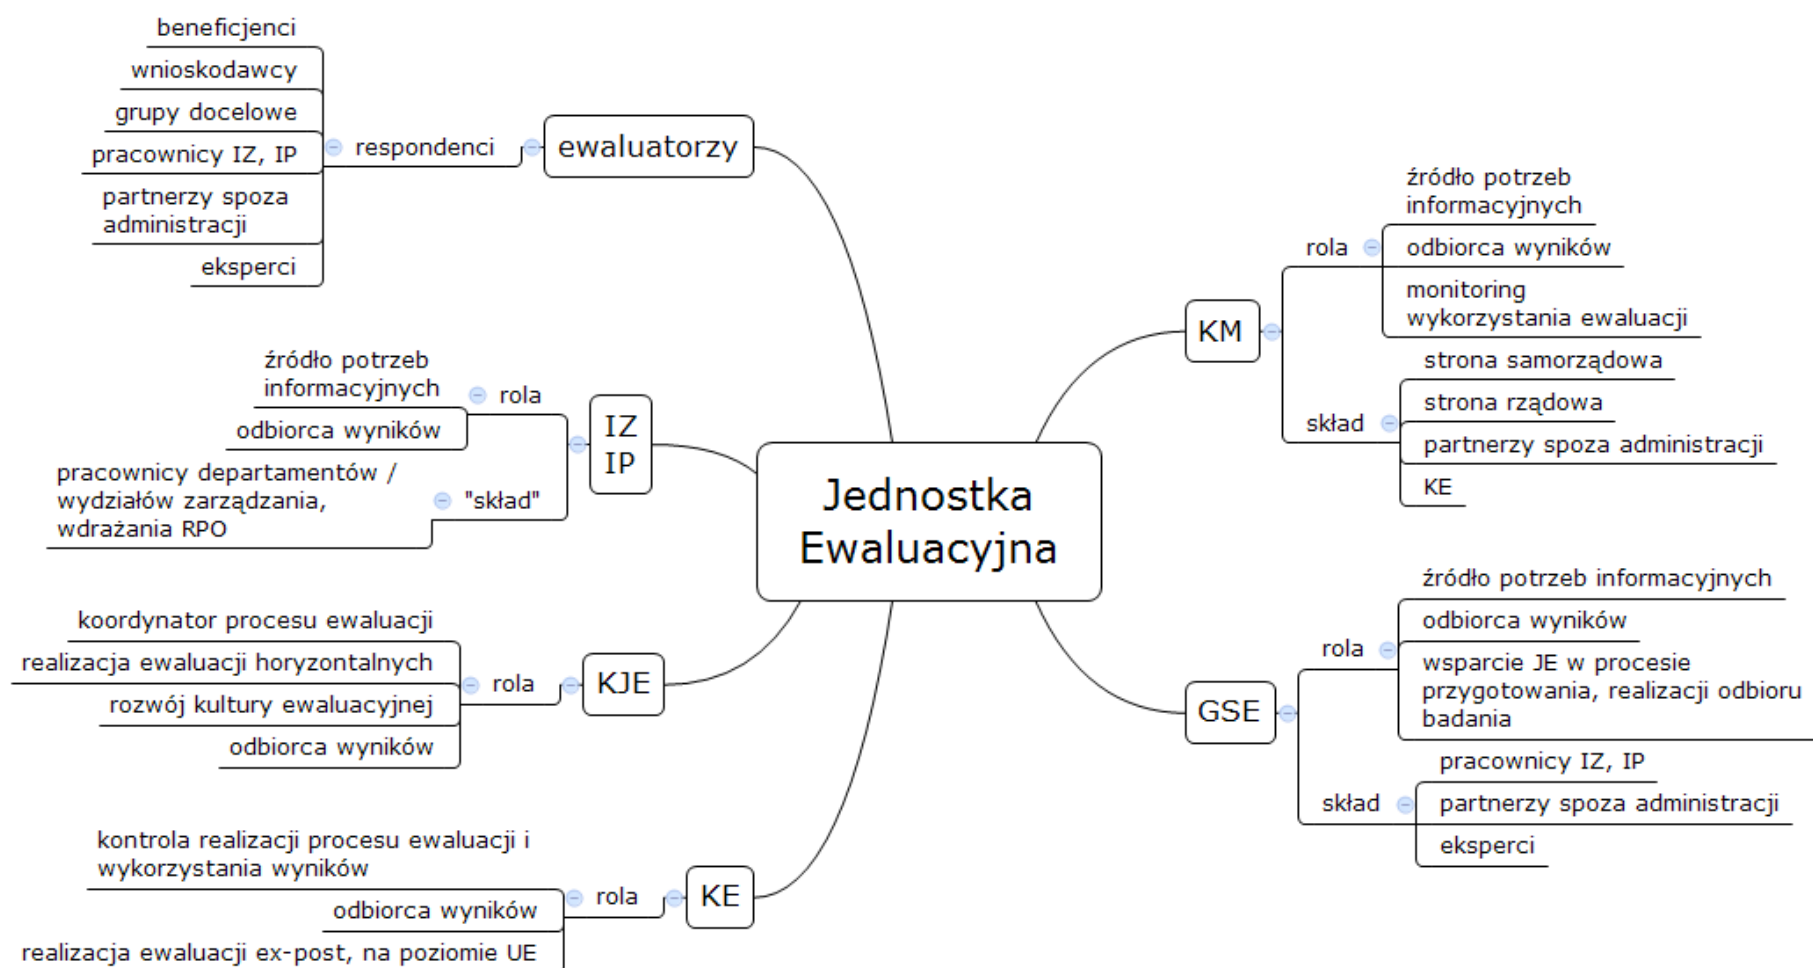 beneficjenci
wnioskodawcy
grupy docelowe
pracownicy IZ, IP
partnerzy spoza
administracji
eksperci
respondenci
ewaluatorzy
źródło potrzeb
informacyjnych
odbiorca wyników
rola
pracownicy departamentów /
wydziałów zarządzania,
wdrażania RPO
"skład"
IZ
IP
koordynator procesu ewaluacji
realizacja ewaluacji horyzontalnych
rozwój kultury ewaluacyjnej
odbiorca wyników
rola
KJE
kontrola realizacji procesu ewaluacji i
wykorzystania wyników
odbiorca wyników
realizacja ewaluacji ex-post, na poziomie UE
rola
KE
Jednostka
Ewaluacyjna
KM
rola
źródło potrzeb
informacyjnych
odbiorca wyników
monitoring
wykorzystania ewaluacji
skład
strona samorządowa
strona rządowa
partnerzy spoza administracji
KE
GSE
rola
źródło potrzeb informacyjnych
odbiorca wyników
wsparcie JE w procesie
przygotowania, realizacji odbioru
badania
skład
pracownicy IZ, IP
partnerzy spoza administracji
eksperci